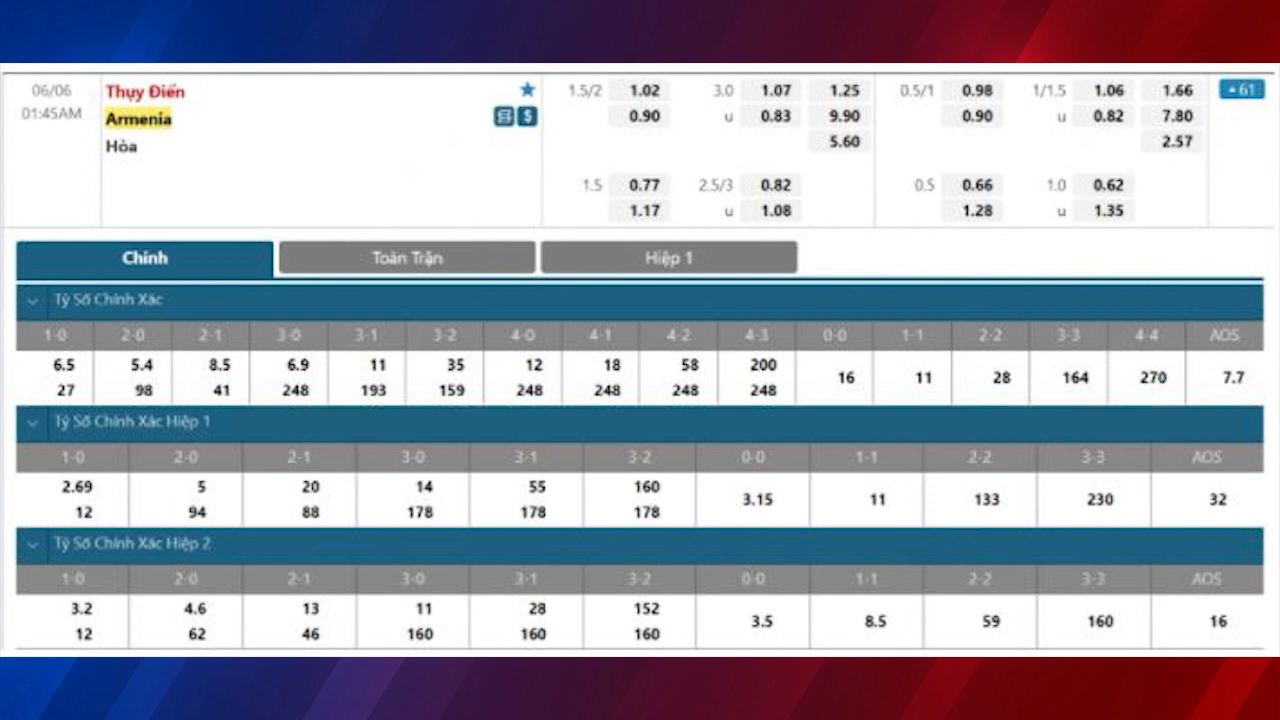 06/06 Thụy Điển 1.5/2 1.02 3.0 1.07 1.25 0.5/1 0.98 1/1.5 1.06 1.66 61
01:45AM Armenia $ 0.90 u 0.83 9.90 0.90 u 0.82 7.80
Hòa 5.60 2.57
1.5 0.77 2.5/3 0.82 0.5 0.66 1.0 0.62
1.17 u 1.08 1.28 u 1.35
Chính Toàn Trận Hiệp 1
Tỷ Số Chính Xác
1-0 2-0 2-1 3-0 3-1 3-2 4-0 4-1 4-2 4-3 0-0 1-1 2-2 3-3 4-4 AOS
6.5 5.4 8.5 6.9 11 35 12 18 58 200
16 11 28 164 270 7.7
27 98 41 248 193 159 248 248 248 248
Tỷ Số Chính Xác Hiệp 1
1-0 2-0 2-1 3-0 3-1 3-2 0-0 1-1 2-2 3-3 AOS
2.69 5 20 14 55 160
3.15 11 133 230 32
12 94 88 178 178 178
Tỷ Số Chính Xác Hiệp 2
1-0 2-0 2-1 3-0 3-1 3-2 0-0 1-1 2-2 3-3 AOS
3.2 4.6 13 11 28 152
3.5 8.5 59 160 16
12 62 46 160 160 160